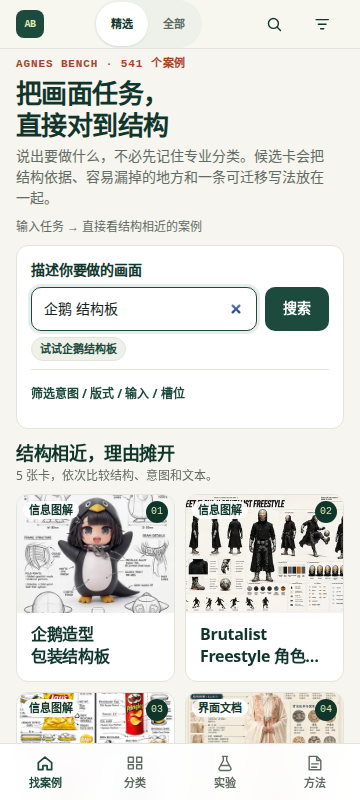 AB
精选
全部
AGNES BENCH · 541 个案例
把画面任务，
直接对到结构
说出要做什么，不必先记住专业分类。候选卡会把
结构依据、容易漏掉的地方和一条可迁移写法放在
一起。
输入任务 → 直接看结构相近的案例
描述你要做的画面
企鹅 结构板
搜索
试试企鹅结构板
筛选意图 / 版式 / 输入 / 槽位
结构相近，理由摊开
5 张卡，依次比较结构、意图和文本。
信息图解
01
信息图解
02
企鹅造型
包装结构板
Brutalist
Freestyle 角色...
信息图解
03
界面文档
04
找案例
分类
实验
方法